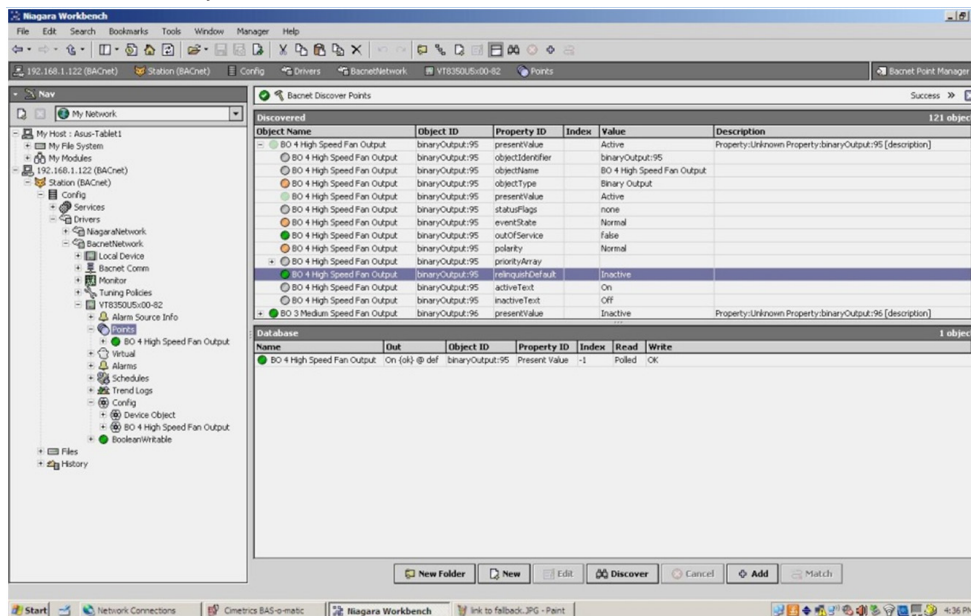 Niagara Workbench
File Edit Search Bookmarks Tools Window Manager Help
192.168.1.122 (BACnet) Station (BACnet) Config Drivers BacnetNetwork VT8350U5x00-82 Points Bacnet Point Manager
Nav
My Network
My Host : Asus-Tablet1
My File System
My Modules
192.168.1.122 (BACnet)
Station (BACnet)
Config
Services
Drivers
NiagaraNetwork
BacnetNetwork
Local Device
Bacnet Comm
Monitor
Tuning Policies
VT8350U5x00-82
Alarm Source Info
Points
BO 4 High Speed Fan Output
Virtual
Alarms
Schedules
Trend Logs
Config
Device Object
BO 4 High Speed Fan Output
BooleanWritable
Files
History
Bacnet Discover Points Success »
Discovered 121 objec
Object Name Object ID Property ID Index Value Description
BO 4 High Speed Fan Output binaryOutput:95 presentValue Active Property:Unknown Property:binaryOutput:95 [description]
BO 4 High Speed Fan Output binaryOutput:95 objectIdentifier binaryOutput:95
BO 4 High Speed Fan Output binaryOutput:95 objectName BO 4 High Speed Fan Output
BO 4 High Speed Fan Output binaryOutput:95 objectType Binary Output
BO 4 High Speed Fan Output binaryOutput:95 presentValue Active
BO 4 High Speed Fan Output binaryOutput:95 statusFlags none
BO 4 High Speed Fan Output binaryOutput:95 eventState Normal
BO 4 High Speed Fan Output binaryOutput:95 outOfService false
BO 4 High Speed Fan Output binaryOutput:95 polarity Normal
BO 4 High Speed Fan Output binaryOutput:95 priorityArray
BO 4 High Speed Fan Output binaryOutput:95 relinquishDefault Inactive
BO 4 High Speed Fan Output binaryOutput:95 activeText On
BO 4 High Speed Fan Output binaryOutput:95 inactiveText Off
BO 3 Medium Speed Fan Output binaryOutput:96 presentValue Inactive Property:Unknown Property:binaryOutput:96 [description]
Database 1 objec
Name Out Object ID Property ID Index Read Write
BO 4 High Speed Fan Output On {ok} @ def binaryOutput:95 Present Value -1 Polled OK
New Folder New Edit Discover Cancel Add Match
Start Network Connections Cimetrics BAS-o-matic Niagara Workbench link to fallback.JPG - Paint 4:36 PM